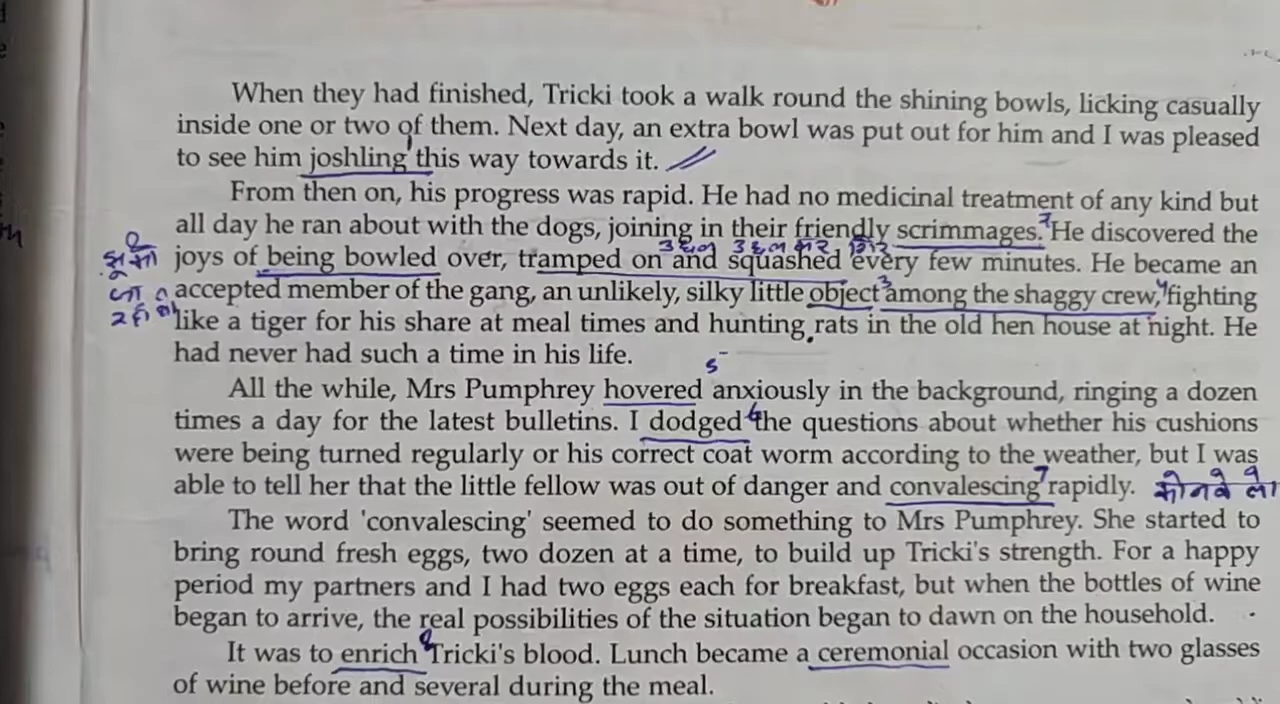 When they had finished, Tricki took a walk round the shining bowls, licking casually
inside one or two of them. Next day, an extra bowl was put out for him and I was pleased
to see him joshling this way towards it.
From then on, his progress was rapid. He had no medicinal treatment of any kind but
all day he ran about with the dogs, joining in their friendly scrimmages. He discovered the
joys of being bowled over, tramped on and squashed every few minutes. He became an
accepted member of the gang, an unlikely, silky little object among the shaggy crew, fighting
like a tiger for his share at meal times and hunting rats in the old hen house at night. He
had never had such a time in his life.
5
All the while, Mrs Pumphrey hovered anxiously in the background, ringing a dozen
times a day for the latest bulletins. I dodged the questions about whether his cushions
were being turned regularly or his correct coat worm according to the weather, but I was
able to tell her that the little fellow was out of danger and convalescing rapidly.
The word 'convalescing' seemed to do something to Mrs Pumphrey. She started to
bring round fresh eggs, two dozen at a time, to build up Tricki's strength. For a happy
period my partners and I had two eggs each for breakfast, but when the bottles of wine
began to arrive, the real possibilities of the situation began to dawn on the household.
It was to enrich Tricki's blood. Lunch became a ceremonial occasion with two glasses
of wine before and several during the meal.